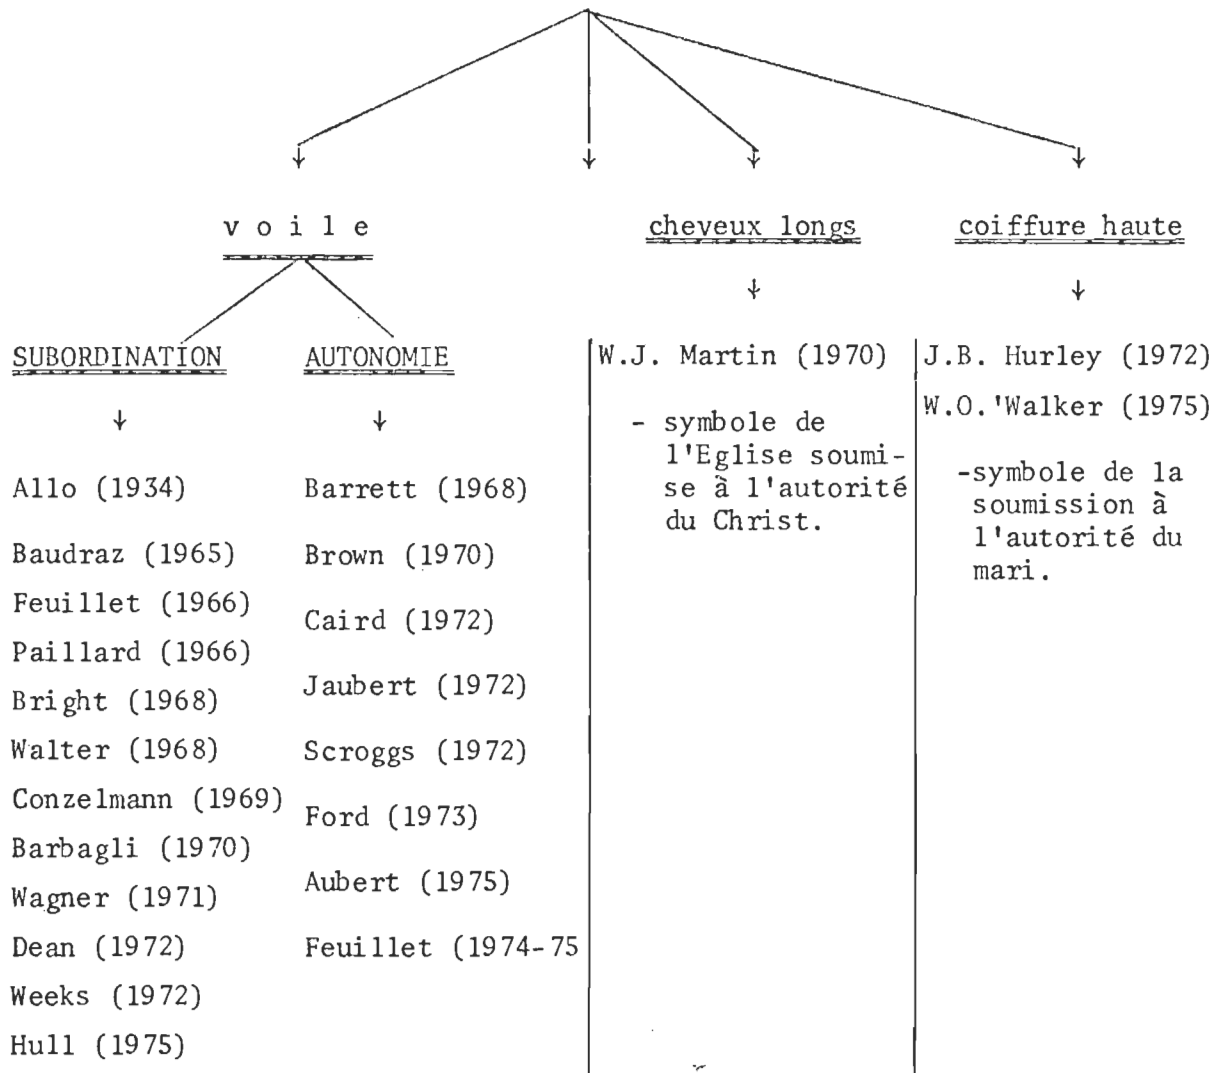 voile
cheveux longs
coiffure haute
SUBORDINATION
AUTONOMIE
Allo (1934)
Baudraz (1965)
Feuillet (1966)
Paillard (1966)
Bright (1968)
Walter (1968)
Conzelmann (1969)
Barbagli (1970)
Wagner (1971)
Dean (1972)
Weeks (1972)
Hull (1975)
Barrett (1968)
Brown (1970)
Caird (1972)
Jaubert (1972)
Scroggs (1972)
Ford (1973)
Aubert (1975)
Feuillet (1974-75
W.J. Martin (1970)
- symbole de
l'Eglise soumi-
se à l'autorité
du Christ.
J.B. Hurley (1972)
W.O.'Walker (1975)
-symbole de la
soumission à
l'autorité du
mari.